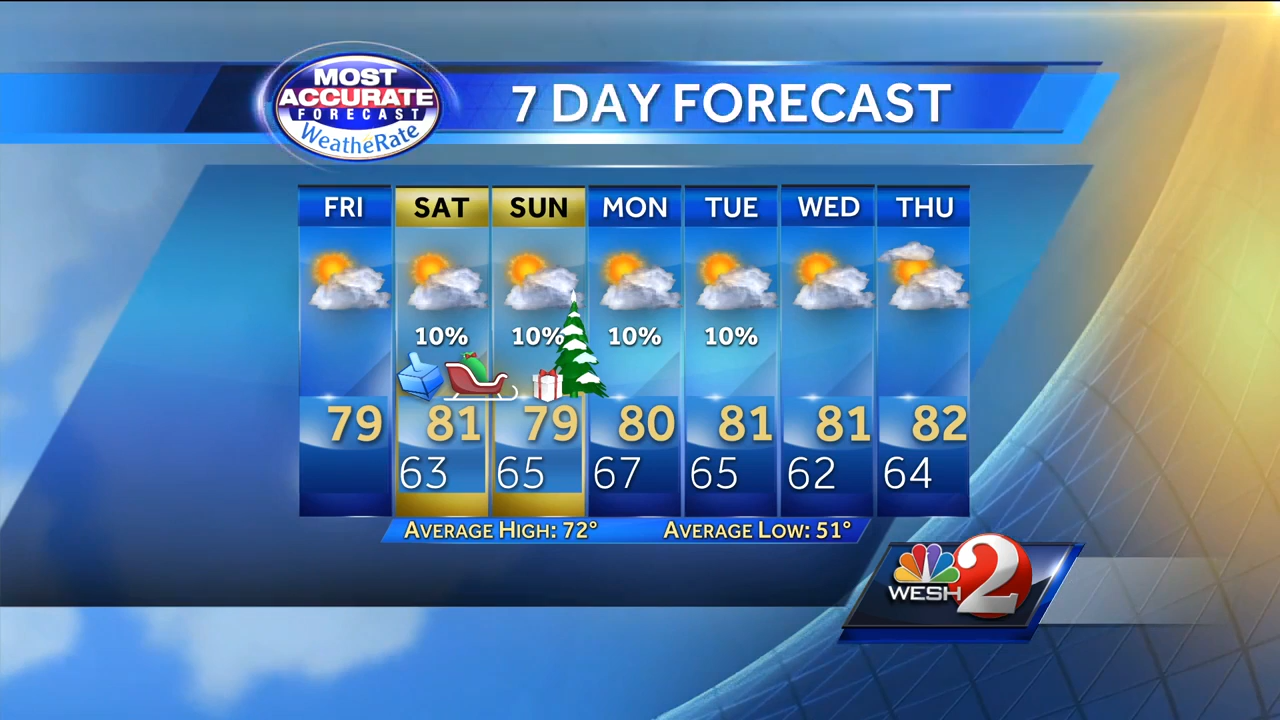 MOST
ACCURATE
FORECAST
WeatheRate
7 DAY FORECAST
FRI SAT SUN MON TUE WED THU
10% 10% 10% 10%
79 81 79 80 81 81 82
63 65 67 65 62 64
AVERAGE HIGH: 72° AVERAGE LOW: 51°
WESH 2